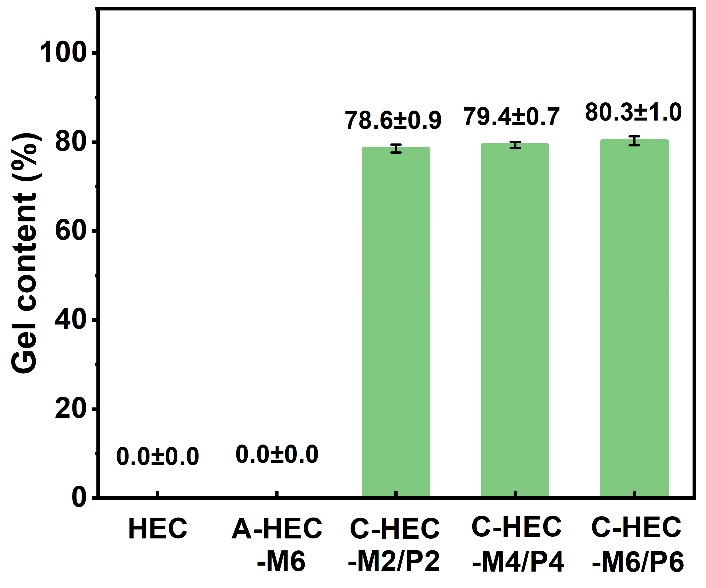 Gel content (%)
100
80
60
40
20
0
0.0±0.0
0.0±0.0
78.6±0.9
79.4±0.7
80.3±1.0
HEC
A-HEC
-M6
C-HEC
-M2/P2
C-HEC
-M4/P4
C-HEC
-M6/P6